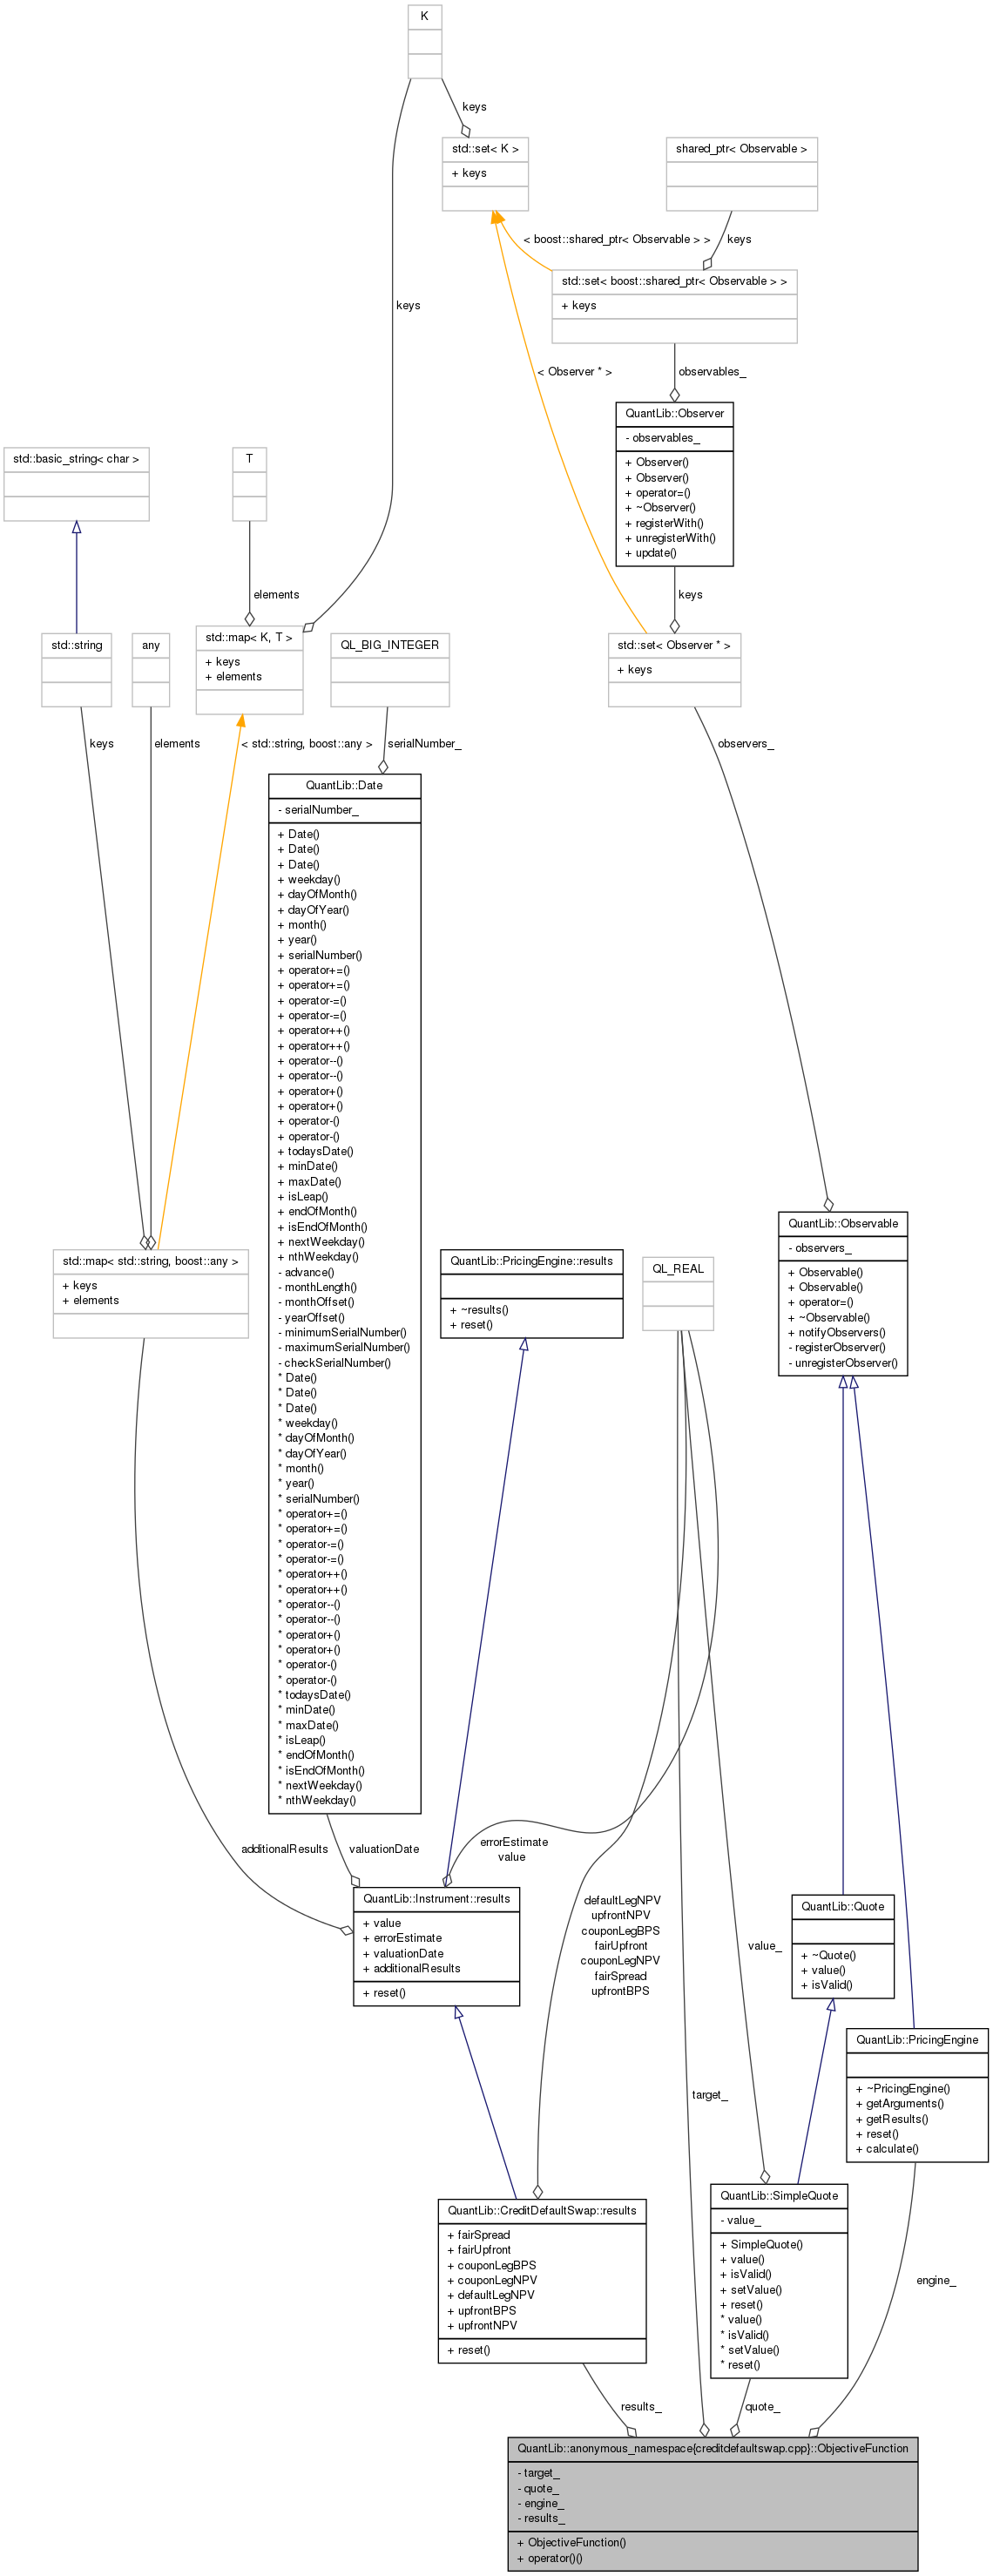 K
keys
std::set< K >
+ keys
shared_ptr< Observable >
< boost::shared_ptr< Observable > >
keys
std::set< boost::shared_ptr< Observable > >
+ keys
keys
< Observer * >
observables_
QuantLib::Observer
- observables_
+ Observer()
+ Observer()
+ operator=()
+ ~Observer()
+ registerWith()
+ unregisterWith()
+ update()
std::basic_string< char >
T
elements
keys
std::string
any
std::map< K, T >
+ keys
+ elements
QL_BIG_INTEGER
std::set< Observer * >
+ keys
keys
elements
< std::string, boost::any >
serialNumber_
observers_
QuantLib::Date
- serialNumber_
+ Date()
+ Date()
+ Date()
+ weekday()
+ dayOfMonth()
+ dayOfYear()
+ month()
+ year()
+ serialNumber()
+ operator+=()
+ operator+=()
+ operator-=()
+ operator-=()
+ operator++()
+ operator++()
+ operator--()
+ operator--()
+ operator+()
+ operator+()
+ operator-()
+ operator-()
+ todaysDate()
+ minDate()
+ maxDate()
+ isLeap()
+ endOfMonth()
+ isEndOfMonth()
+ nextWeekday()
+ nthWeekday()
- advance()
- monthLength()
- monthOffset()
- yearOffset()
- minimumSerialNumber()
- maximumSerialNumber()
- checkSerialNumber()
* Date()
* Date()
* Date()
* weekday()
* dayOfMonth()
* dayOfYear()
* month()
* year()
* serialNumber()
* operator+=()
* operator+=()
* operator-=()
* operator-=()
* operator++()
* operator++()
* operator--()
* operator--()
* operator+()
* operator+()
* operator-()
* operator-()
* todaysDate()
* minDate()
* maxDate()
* isLeap()
* endOfMonth()
* isEndOfMonth()
* nextWeekday()
* nthWeekday()
std::map< std::string, boost::any >
+ keys
+ elements
QuantLib::PricingEngine::results
+ ~results()
+ reset()
QL_REAL
QuantLib::Observable
- observers_
+ Observable()
+ Observable()
+ operator=()
+ ~Observable()
+ notifyObservers()
- registerObserver()
- unregisterObserver()
additionalResults
valuationDate
errorEstimate
value
QuantLib::Instrument::results
+ value
+ errorEstimate
+ valuationDate
+ additionalResults
+ reset()
defaultLegNPV
upfrontNPV
couponLegBPS
fairUpfront
couponLegNPV
fairSpread
upfrontBPS
value_
QuantLib::Quote
+ ~Quote()
+ value()
+ isValid()
QuantLib::PricingEngine
+ ~PricingEngine()
+ getArguments()
+ getResults()
+ reset()
+ calculate()
target_
QuantLib::CreditDefaultSwap::results
+ fairSpread
+ fairUpfront
+ couponLegBPS
+ couponLegNPV
+ defaultLegNPV
+ upfrontBPS
+ upfrontNPV
+ reset()
QuantLib::SimpleQuote
- value_
+ SimpleQuote()
+ value()
+ isValid()
+ setValue()
+ reset()
* value()
* isValid()
* setValue()
* reset()
engine_
results_
quote_
QuantLib::anonymous_namespace{creditdefaultswap.cpp}::ObjectiveFunction
- target_
- quote_
- engine_
- results_
+ ObjectiveFunction()
+ operator()()